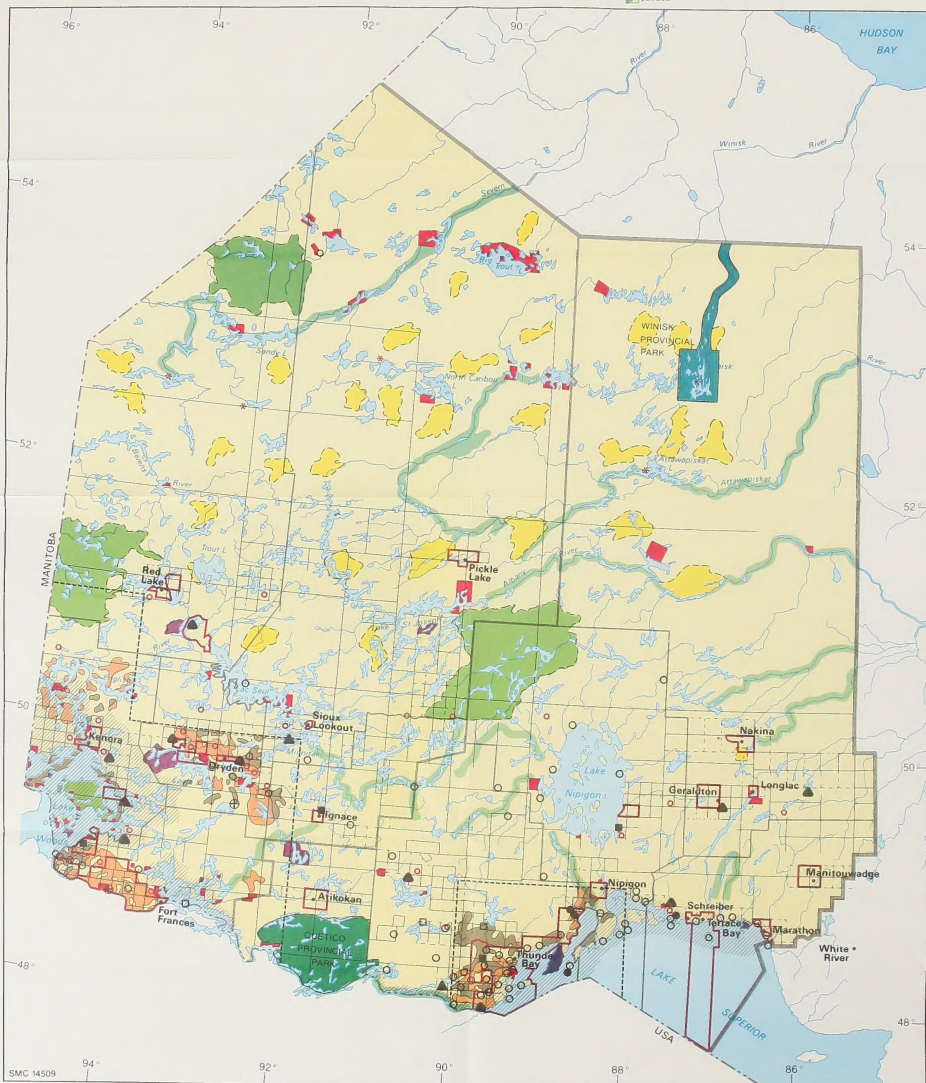 96° 94° 92° 90° 88° 86°
HUDSON
BAY
River
Winisk River
Severn
54° 54°
Big Trout L
WINISK
PROVINCIAL
PARK
Sandy L
North Caribou
River
52°
Berens
River
Attawapiskat
L
Attawapiskat
52°
MANITOBA
Trout L
Red
Lake
Pickle
Lake
Albany River
Lake St Joseph
River
Lac Seul
50°
Sioux
Lookout
Kenora
Dryden
Eagle
Nakina
50°
Lake
Nipigon
Geraldton
Longlac
Lake
Woods
Ignace
Manitouwadge
Atikokan
Nipigon
Fort
Frances
Schreiber
Terrace
Bay
Marathon
QUETICO
PROVINCIAL
PARK
Thunder
Bay
White
River
48°
LAKE
SUPERIOR
USA
48°
SMC 14509
94° 92° 90° 88° 86°